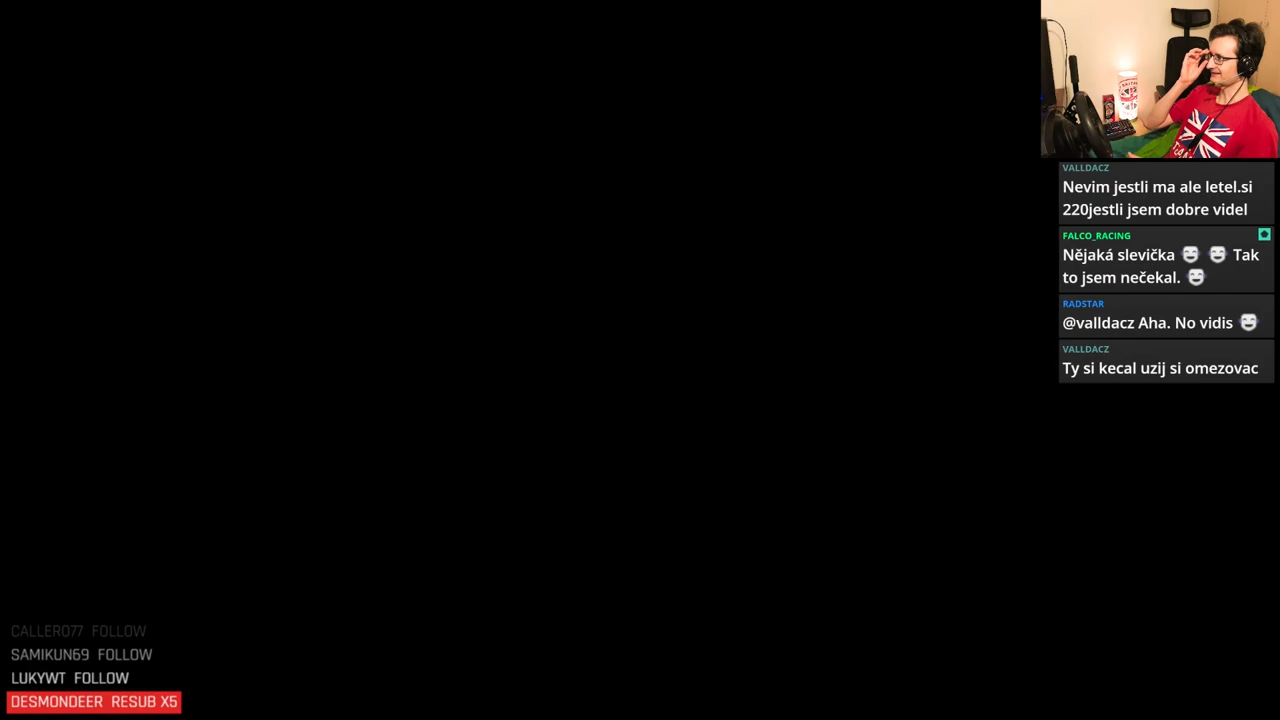 VALLDACZ
Nevim jestli ma ale letel.si
220jestli jsem dobre videl
FALCO_RACING
Nějaká slevička Tak
to jsem nečekal.
RADSTAR
@valldacz Aha. No vidis
VALLDACZ
Ty si kecal uzij si omezovac
CALLER077 FOLLOW
SAMIKUN69 FOLLOW
LUKYWT FOLLOW
DESMONDEER RESUB X5